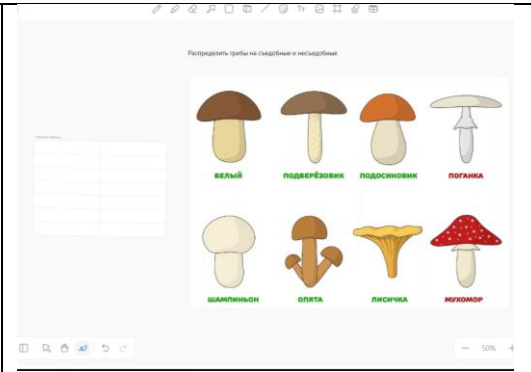 Распределить грибы на съедобные и несъедобные
БЕЛЫЙ
ПОДБЕРЁЗОВИК
ПОДОСИНОВИК
ПОГАНКА
ШАМПИНЬОН
ОПЯТА
ЛИСИЧКА
МУХОМОР
50%